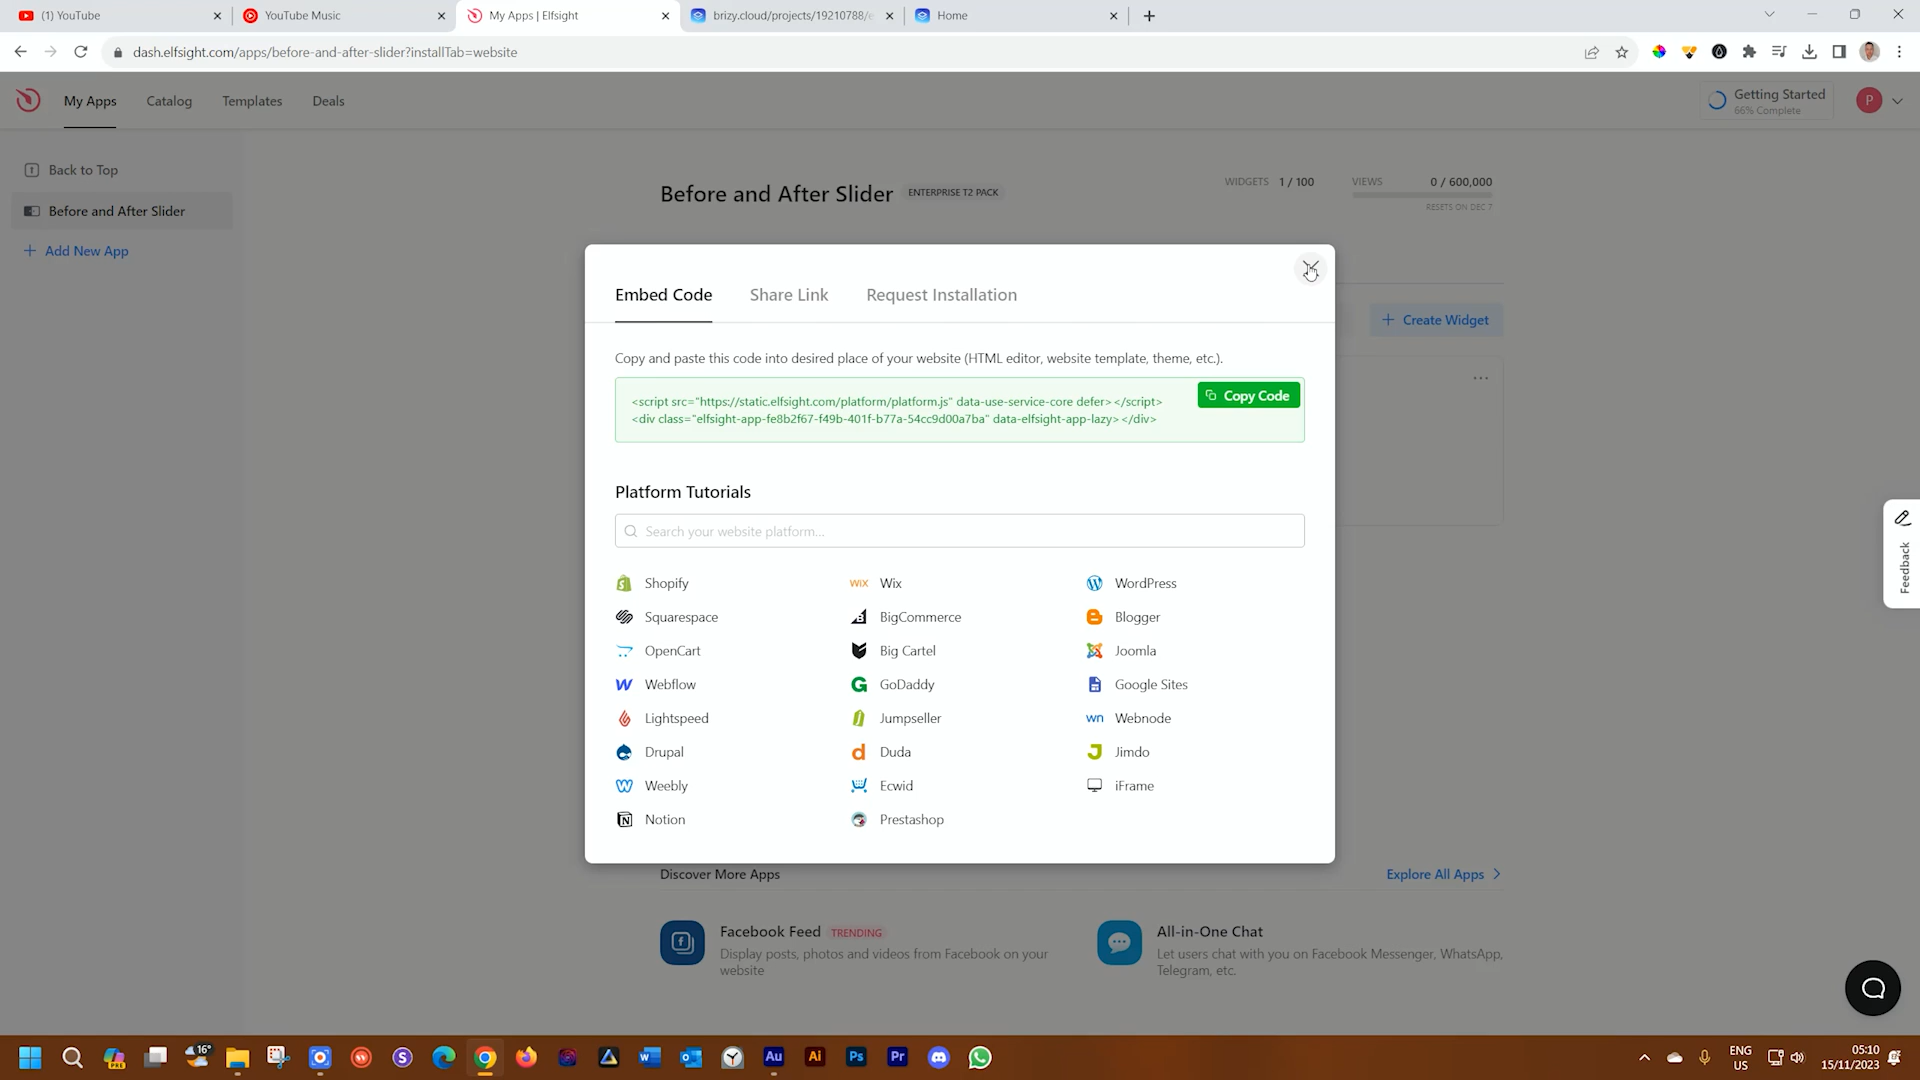 (1) YouTube
YouTube Music
My Apps | Elfsight
brizy.cloud/projects/19210788/e
Home
dash.elfsight.com/apps/before-and-after-slider?installTab=website
My Apps
Catalog
Templates
Deals
Getting Started
66% Complete
P
Back to Top
Before and After Slider
Add New App
Before and After Slider
ENTERPRISE T2 PACK
WIDGETS 1 / 100
VIEWS 0 / 600,000
RESETS ON DEC 7
Create Widget
Embed Code
Share Link
Request Installation
Copy and paste this code into desired place of your website (HTML editor, website template, theme, etc.).
<script src="https://static.elfsight.com/platform/platform.js" data-use-service-core defer></script>
<div class="elfsight-app-fe8b2f67-f49b-401f-b77a-54cc9d00a7ba" data-elfsight-app-lazy></div>
Copy Code
Platform Tutorials
Search your website platform...
Shopify
WIX Wix
WordPress
Squarespace
BigCommerce
Blogger
OpenCart
Big Cartel
Joomla
Webflow
GoDaddy
Google Sites
Lightspeed
Jumpseller
wn Webnode
Drupal
Duda
Jimdo
Weebly
Ecwid
iFrame
Notion
Prestashop
Feedback
Discover More Apps
Explore All Apps
Facebook Feed TRENDING
Display posts, photos and videos from Facebook on your
website
All-in-One Chat
Let users chat with you on Facebook Messenger, WhatsApp,
Telegram, etc.
16°
PRE
S
Au
Ai
Ps
Pr
ENG
US
05:10
15/11/2023